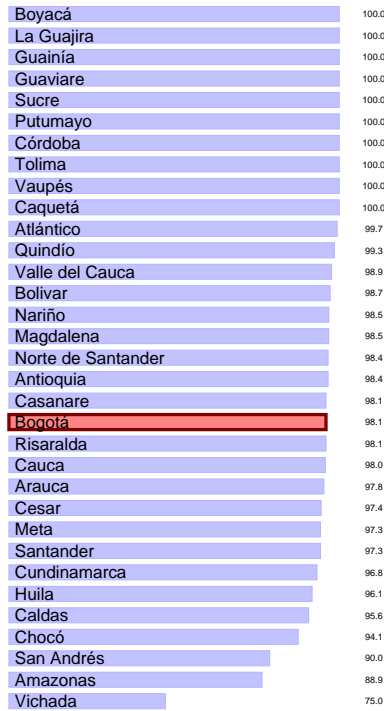 Boyacá 100.0
La Guajira 100.0
Guainía 100.0
Guaviare 100.0
Sucre 100.0
Putumayo 100.0
Córdoba 100.0
Tolima 100.0
Vaupés 100.0
Caquetá 100.0
Atlántico 99.7
Quindío 99.3
Valle del Cauca 98.9
Bolivar 98.7
Nariño 98.5
Magdalena 98.5
Norte de Santander 98.4
Antioquia 98.4
Casanare 98.1
Bogotá 98.1
Risaralda 98.1
Cauca 98.0
Arauca 97.8
Cesar 97.4
Meta 97.3
Santander 97.3
Cundinamarca 96.8
Huila 96.1
Caldas 95.6
Chocó 94.1
San Andrés 90.0
Amazonas 88.9
Vichada 75.0